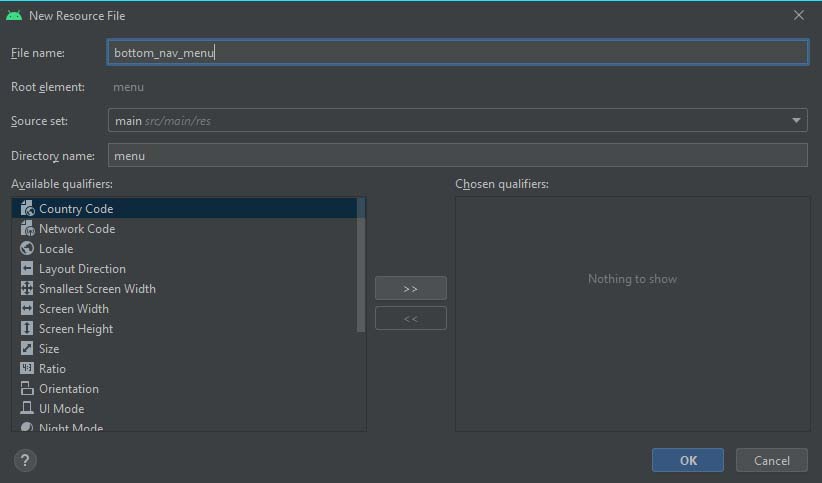 New Resource File
File name: bottom_nav_menu
Root element: menu
Source set: main src/main/res
Directory name: menu
Available qualifiers:
Chosen qualifiers:
Country Code
Network Code
Locale
Layout Direction
Smallest Screen Width
Screen Width
Screen Height
Size
4:3 Ratio
Orientation
UI Mode
Night Mode
>>
<<
Nothing to show
?
OK
Cancel